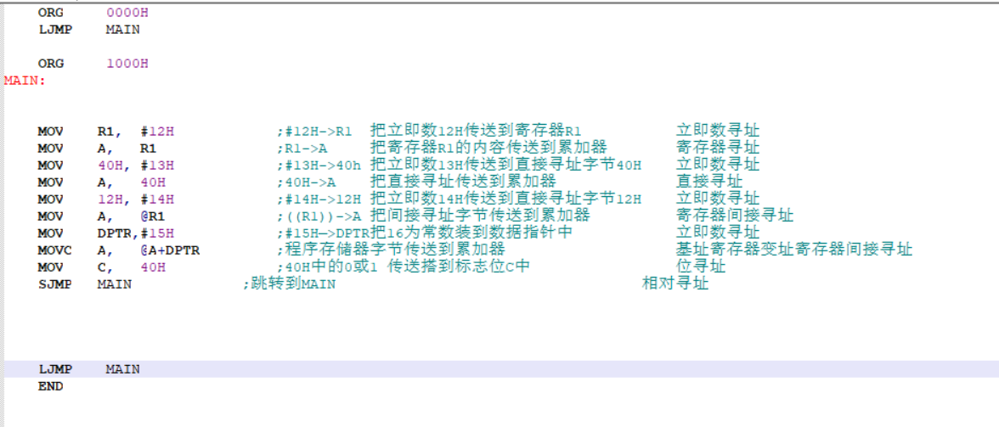 ORG 0000H
LJMP MAIN
ORG 1000H
MAIN:
MOV R1, #12H ;#12H->R1 把立即数12H传送到寄存器R1 立即数寻址
MOV A, R1 ;R1->A 把寄存器R1的内容传送到累加器 寄存器寻址
MOV 40H, #13H ;#13H->40h 把立即数13H传送到直接寻址字节40H 立即数寻址
MOV A, 40H ;40H->A 把直接寻址传送到累加器 直接寻址
MOV 12H, #14H ;#14H->12H 把立即数14H传送到直接寻址字节12H 立即数寻址
MOV A, @R1 ;((R1))->A 把间接寻址字节传送到累加器 寄存器间接寻址
MOV DPTR,#15H ;#15H—>DPTR把16为常数装到数据指针中 立即数寻址
MOVC A, @A+DPTR ;程序存储器字节传送到累加器 基址寄存器变址寄存器间接寻址
MOV C, 40H ;40H中的0或1 传送搭到标志位C中 位寻址
SJMP MAIN ;跳转到MAIN 相对寻址
LJMP MAIN
END